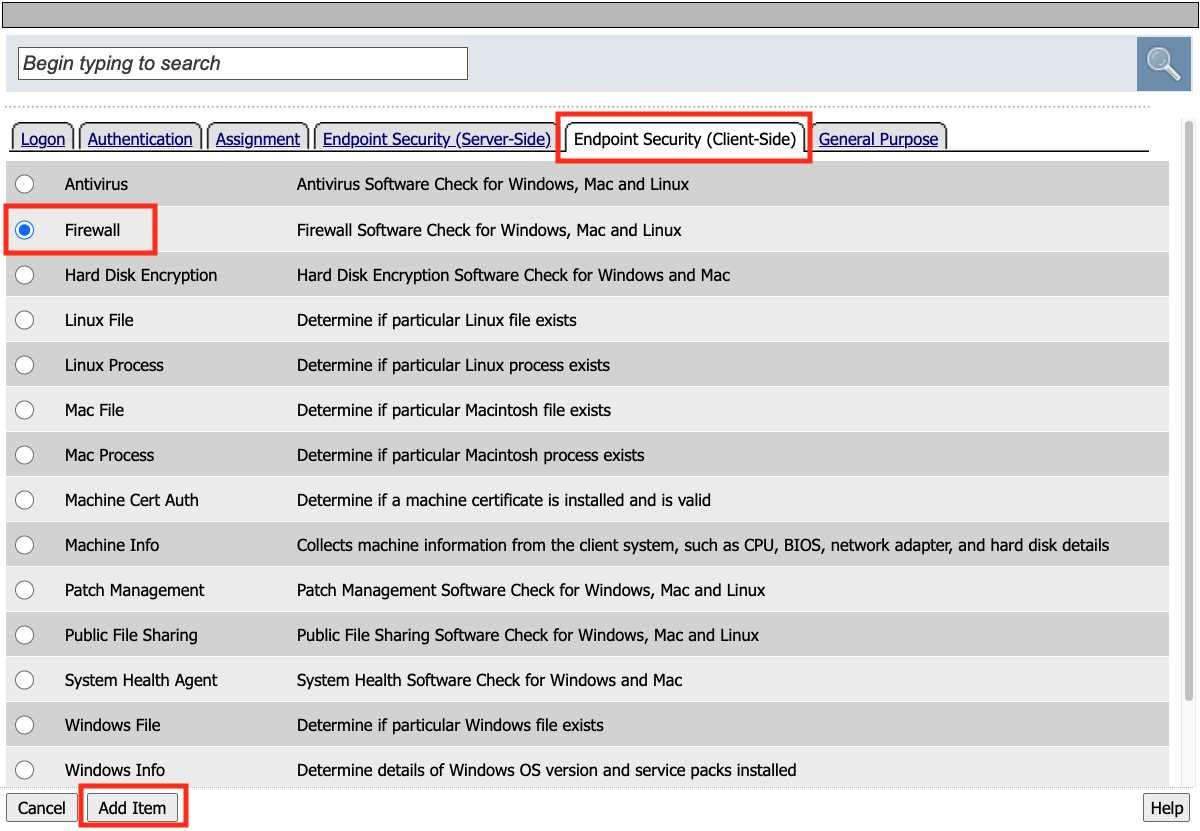 Begin typing to search
Logon Authentication Assignment Endpoint Security (Server-Side) Endpoint Security (Client-Side) General Purpose
Antivirus Antivirus Software Check for Windows, Mac and Linux
Firewall Firewall Software Check for Windows, Mac and Linux
Hard Disk Encryption Hard Disk Encryption Software Check for Windows and Mac
Linux File Determine if particular Linux file exists
Linux Process Determine if particular Linux process exists
Mac File Determine if particular Macintosh file exists
Mac Process Determine if particular Macintosh process exists
Machine Cert Auth Determine if a machine certificate is installed and is valid
Machine Info Collects machine information from the client system, such as CPU, BIOS, network adapter, and hard disk details
Patch Management Patch Management Software Check for Windows, Mac and Linux
Public File Sharing Public File Sharing Software Check for Windows, Mac and Linux
System Health Agent System Health Software Check for Windows and Mac
Windows File Determine if particular Windows file exists
Windows Info Determine details of Windows OS version and service packs installed
Cancel Add Item Help